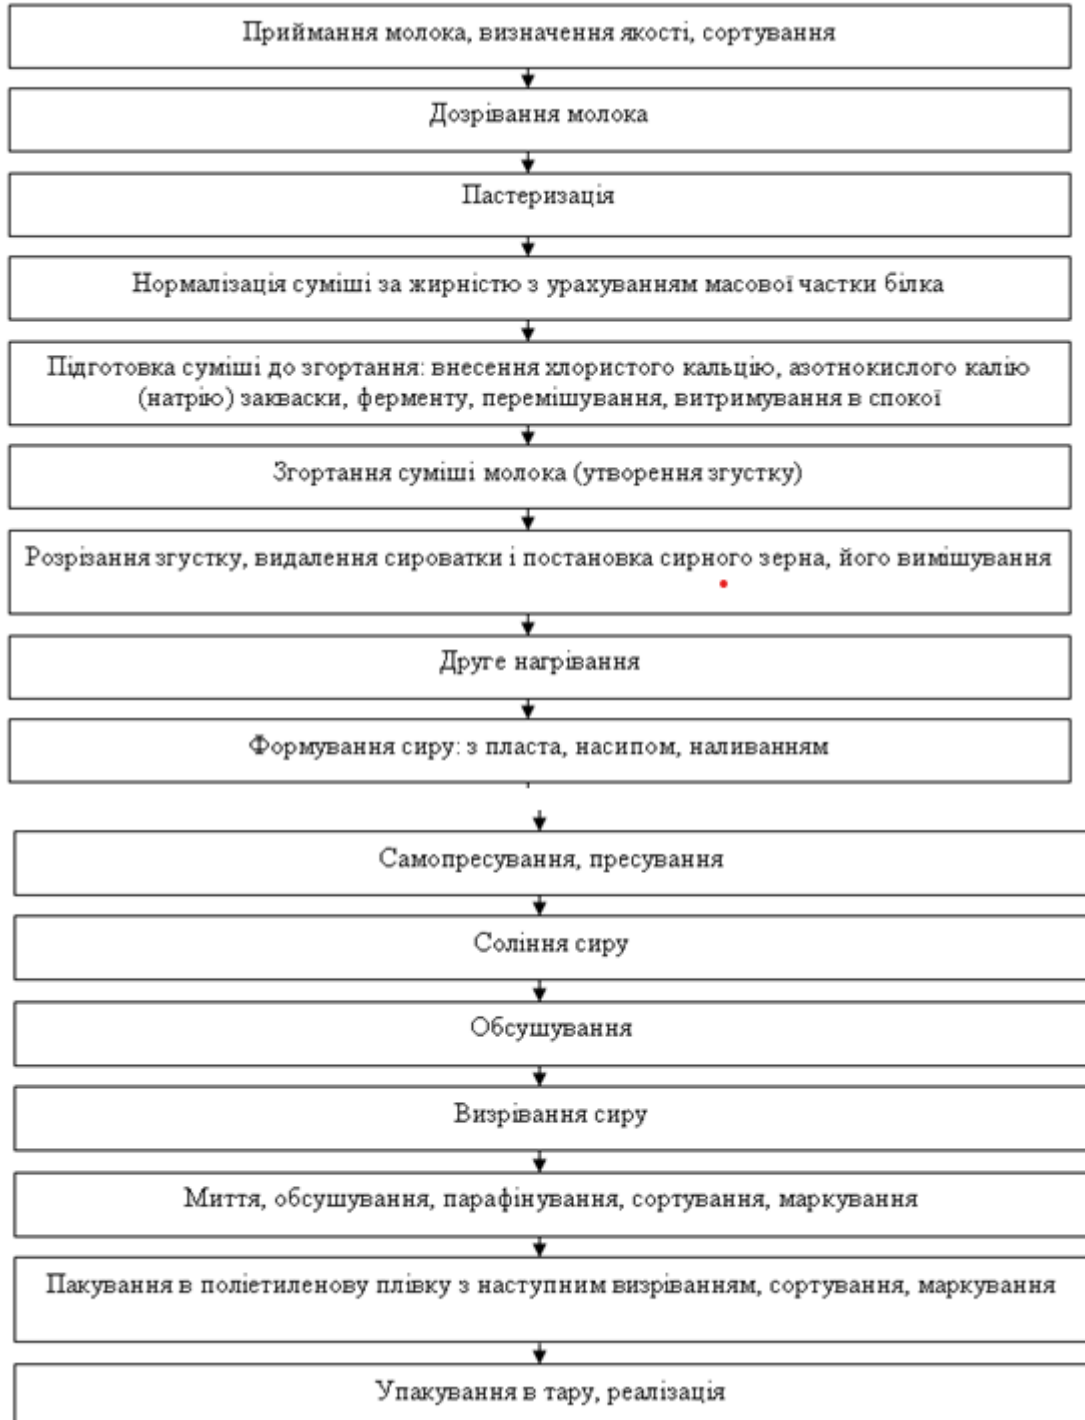 Приймання молока, визначення якості, сортування
Дозрівання молока
Пастеризація
Нормалізація суміші за жирністю з урахуванням масової частки білка
Підготовка суміші до згортання: внесення хлористого кальцію, азотнокислого калію
(натрію) закваски, ферменту, перемішування, витримування в спокої
Згортання суміші молока (утворення згустку)
Розрізання згустку, видалення сироватки і постановка сирного зерна, його вимішування
Друге нагрівання
Формування сиру: з пласта, насипом, наливанням
Самопресування, пресування
Соління сиру
Обсушування
Визрівання сиру
Миття, обсушування, парафінування, сортування, маркування
Пакування в поліетиленову плівку з наступним визріванням, сортування, маркування
Упакування в тару, реалізація